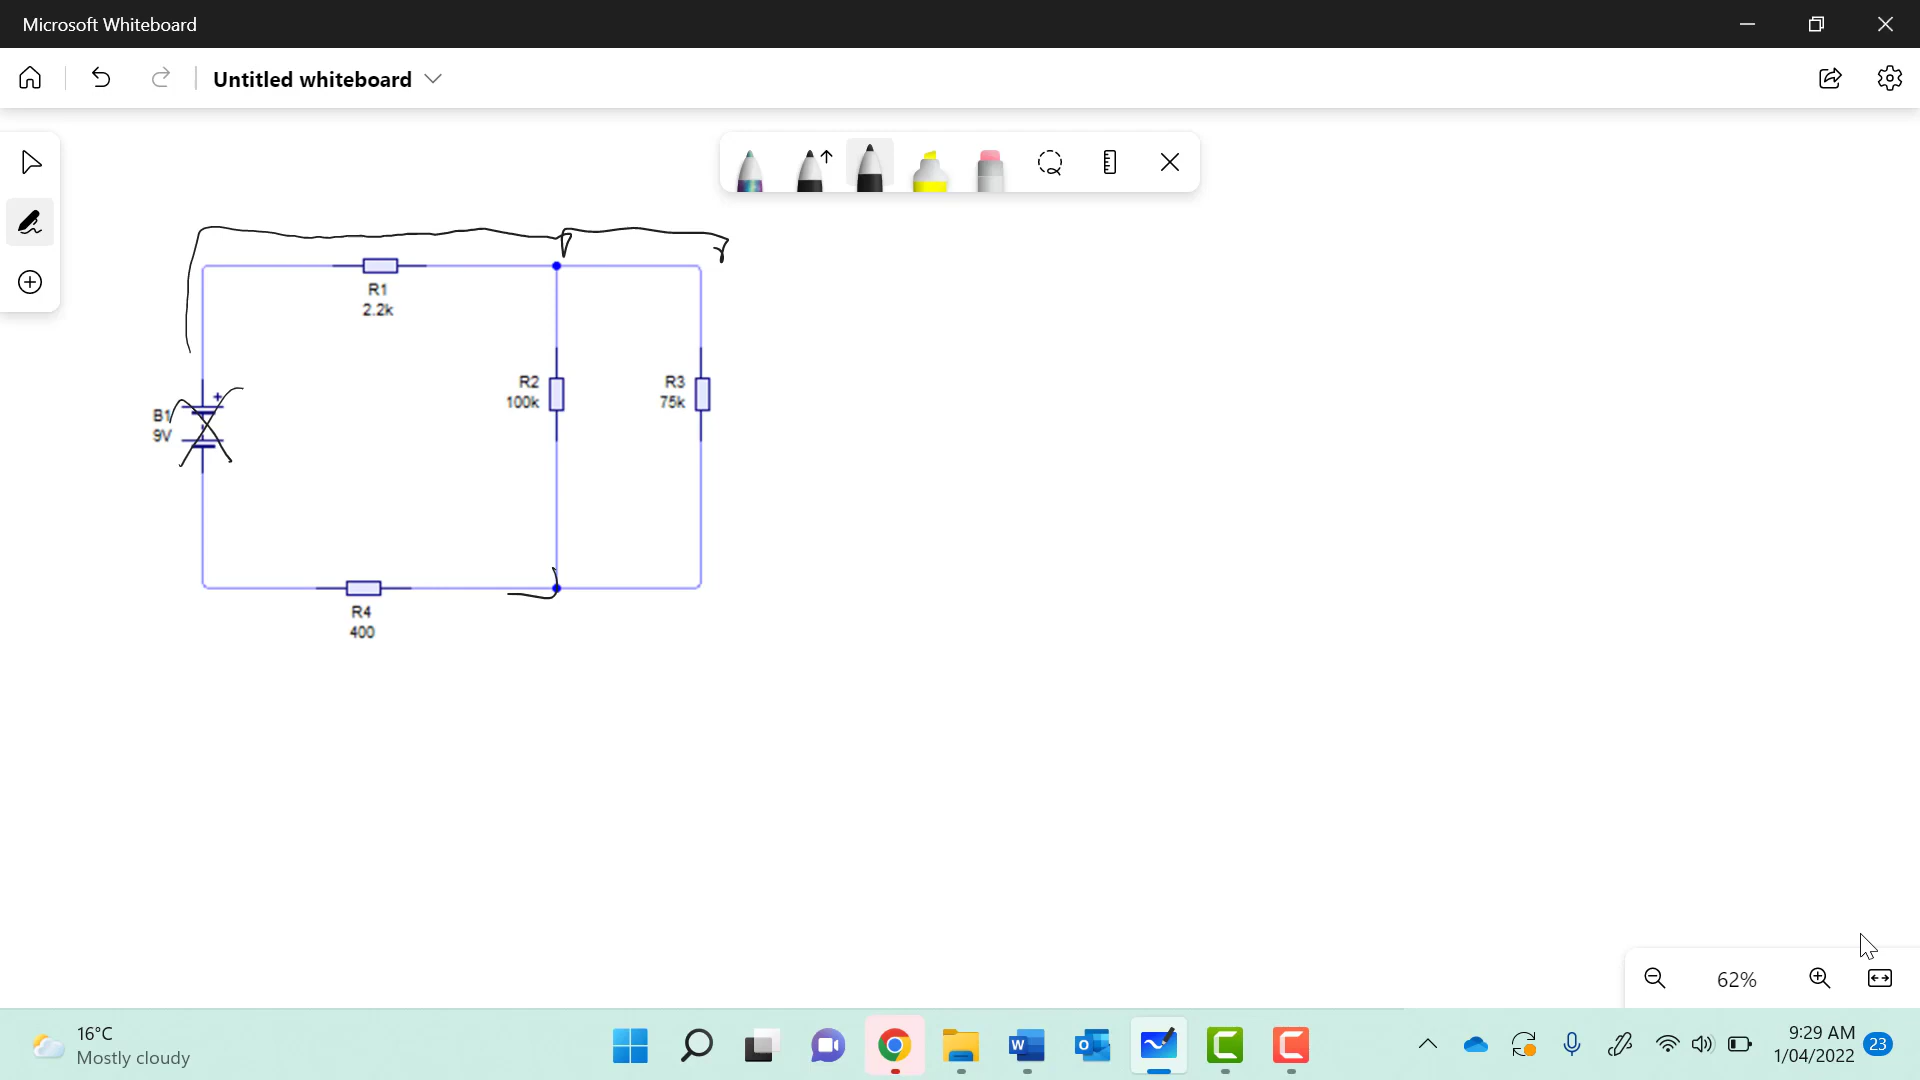 Microsoft Whiteboard
Untitled whiteboard
R1
2.2k
R2
100k
R3
75k
+
B1
9V
R4
400
62%
16°C
Mostly cloudy
W
O
9:29 AM
1/04/2022
23